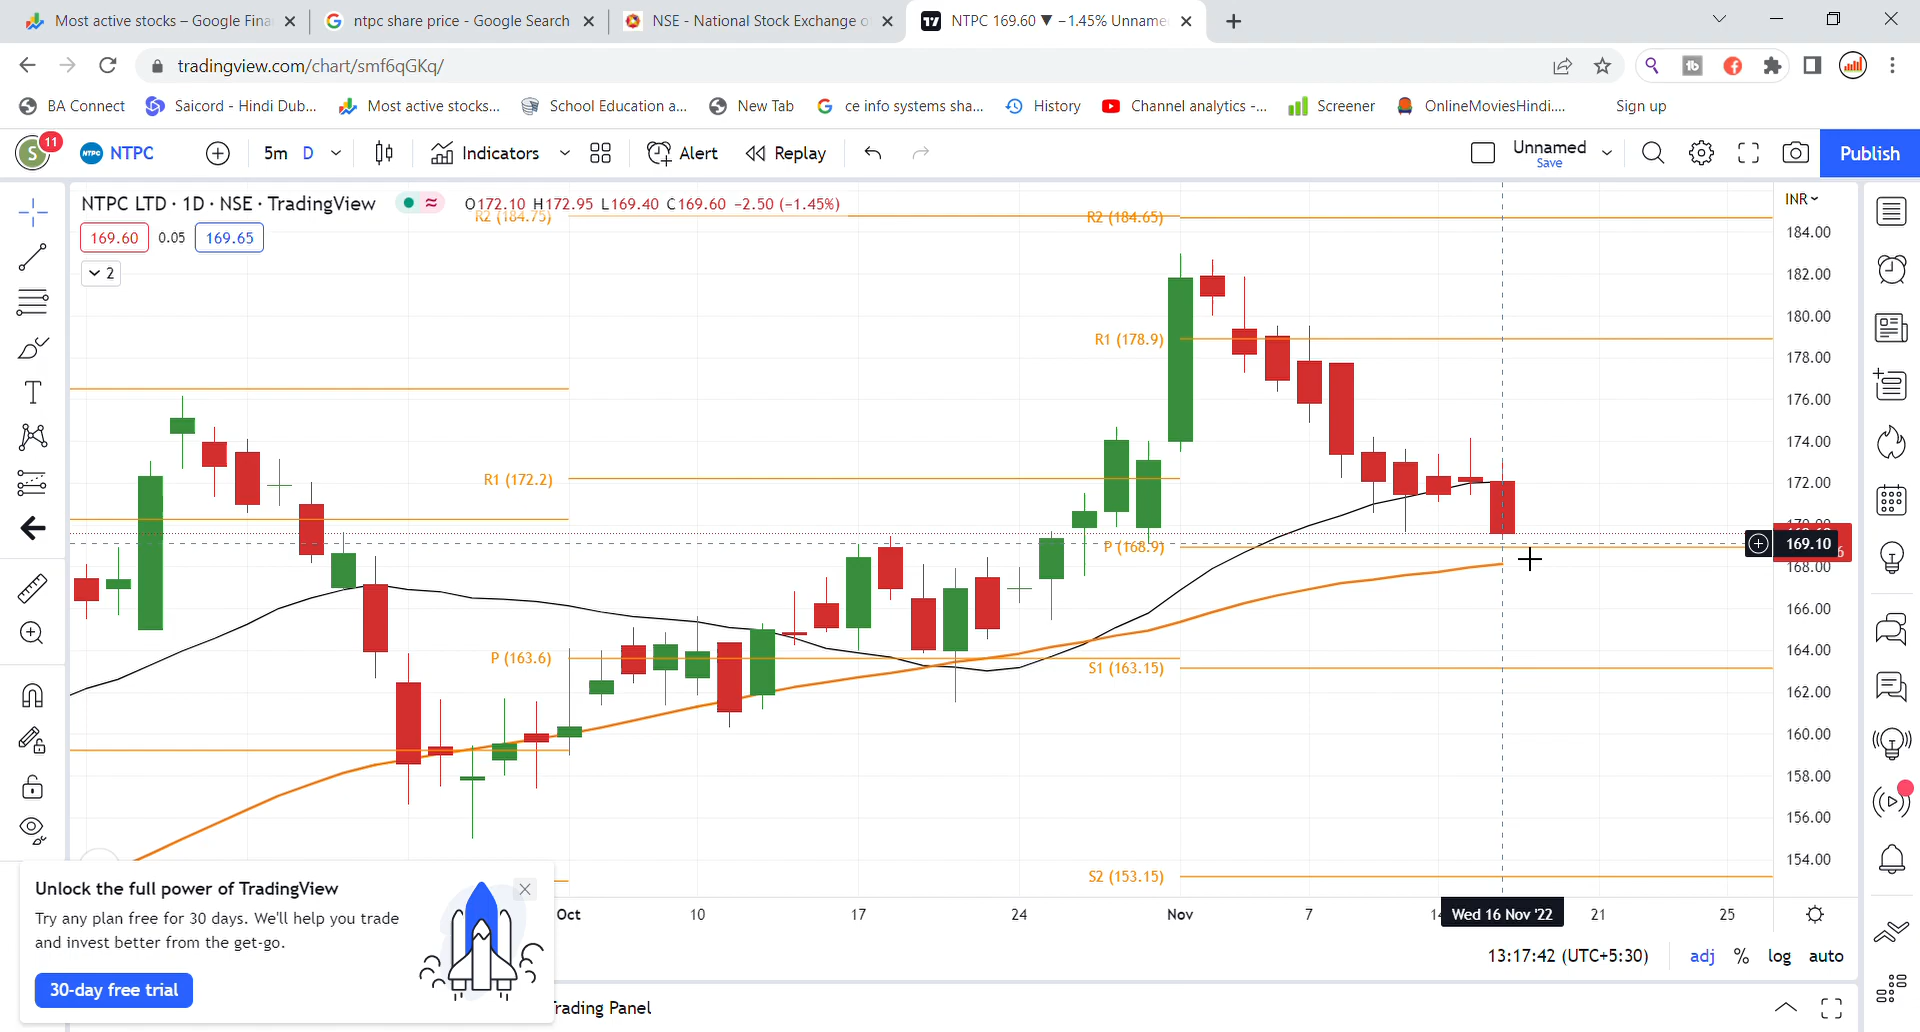 Most active stocks – Google Fina
ntpc share price - Google Search
NSE - National Stock Exchange o
NTPC 169.60 ▼ −1.45% Unname
tradingview.com/chart/smf6qGKq/
BA Connect
Saicord - Hindi Dub...
Most active stocks...
School Education a...
New Tab
ce info systems sha...
History
Channel analytics -...
Screener
OnlineMoviesHindi....
Sign up
S
11
NTPC
5m
D
Indicators
Alert
Replay
Unnamed
Save
Publish
NTPC LTD · 1D · NSE · TradingView
O172.10 H172.95 L169.40 C169.60 −2.50 (−1.45%)
INR
169.60
0.05
169.65
2
R2 (184.75)
R2 (184.65)
184.00
182.00
180.00
R1 (178.9)
178.00
176.00
174.00
R1 (172.2)
172.00
P (168.9)
169.10
168.00
166.00
P (163.6)
164.00
S1 (163.15)
162.00
160.00
158.00
156.00
154.00
S2 (153.15)
Oct
10
17
24
Nov
7
14
Wed 16 Nov '22
21
25
Unlock the full power of TradingView
Try any plan free for 30 days. We'll help you trade
and invest better from the get-go.
30-day free trial
13:17:42 (UTC+5:30)
adj
%
log
auto
rading Panel